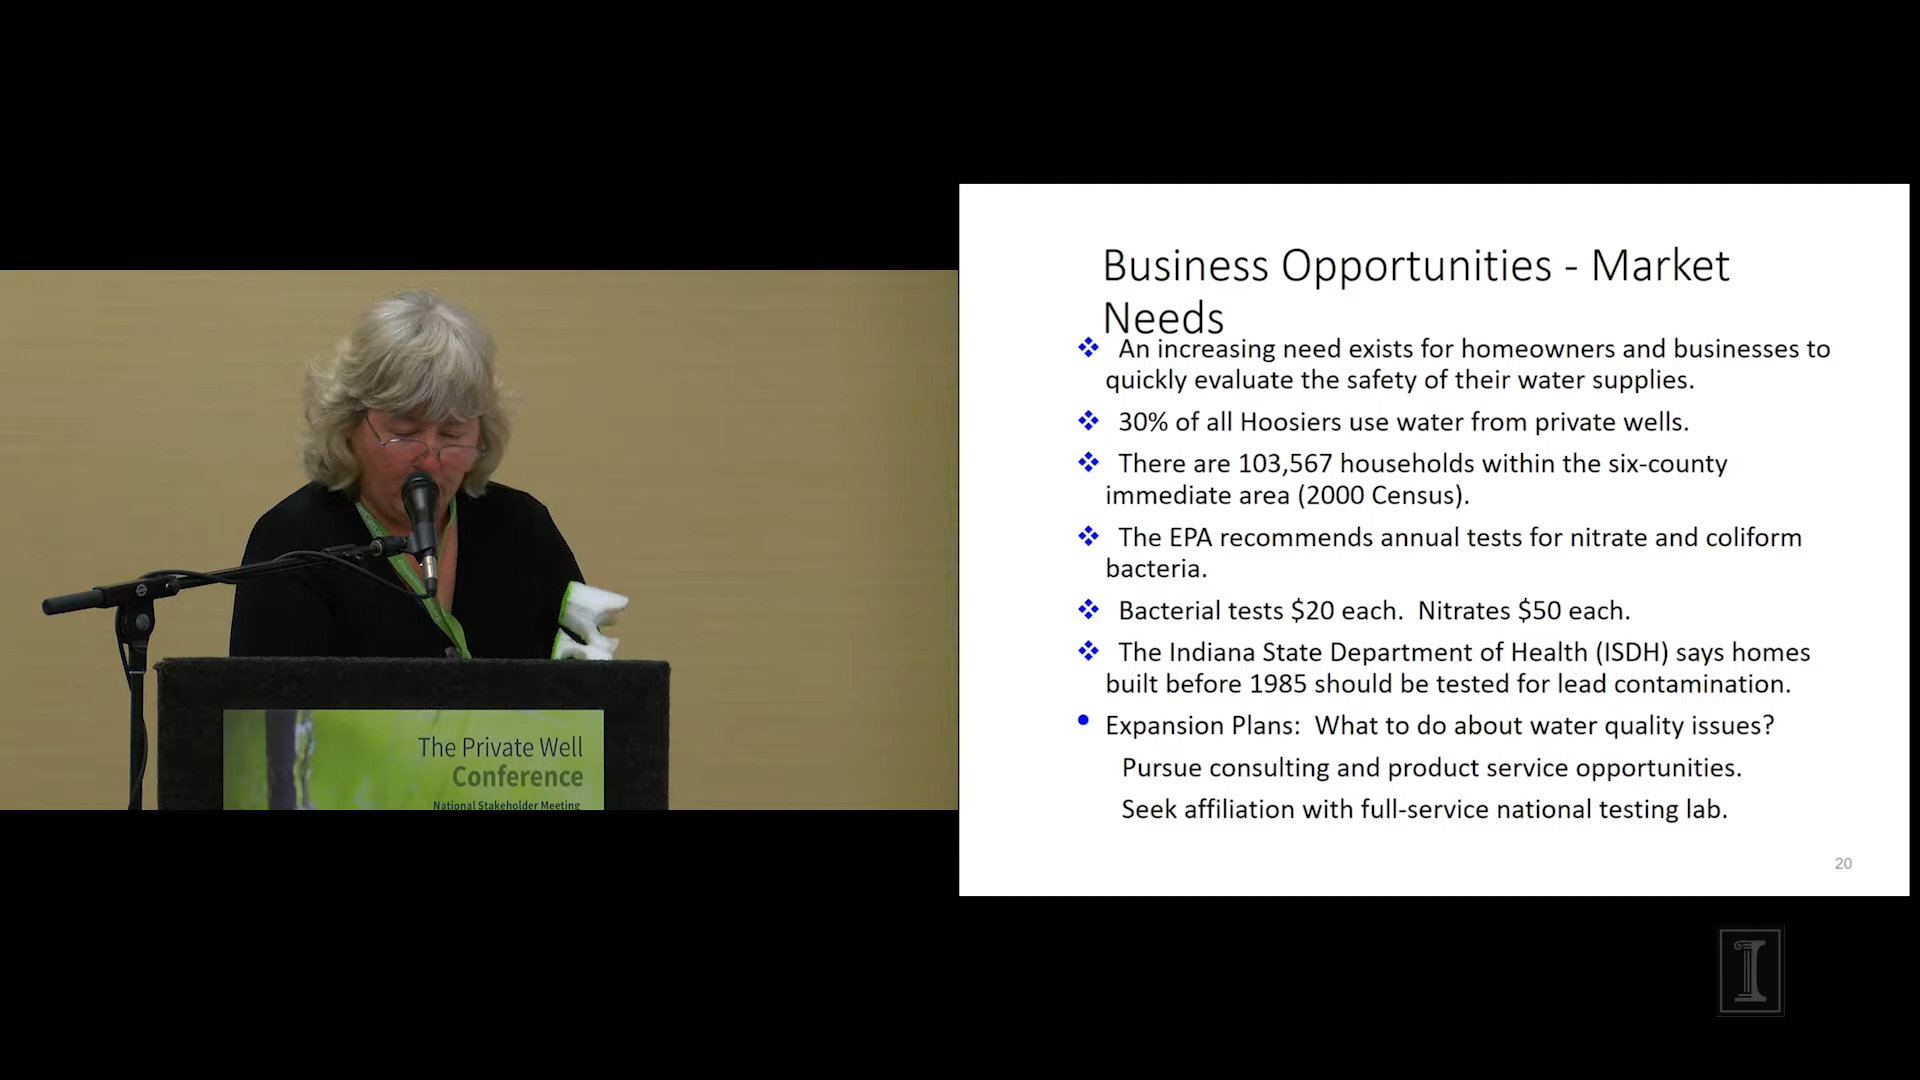 Business Opportunities - Market
Needs
❖ An increasing need exists for homeowners and businesses to
quickly evaluate the safety of their water supplies.
❖ 30% of all Hoosiers use water from private wells.
❖ There are 103,567 households within the six-county
immediate area (2000 Census).
❖ The EPA recommends annual tests for nitrate and coliform
bacteria.
❖ Bacterial tests $20 each. Nitrates $50 each.
❖ The Indiana State Department of Health (ISDH) says homes
built before 1985 should be tested for lead contamination.
• Expansion Plans: What to do about water quality issues?
Pursue consulting and product service opportunities.
Seek affiliation with full-service national testing lab.
20
The Private Well
Conference
National Stakeholder Meeting
I